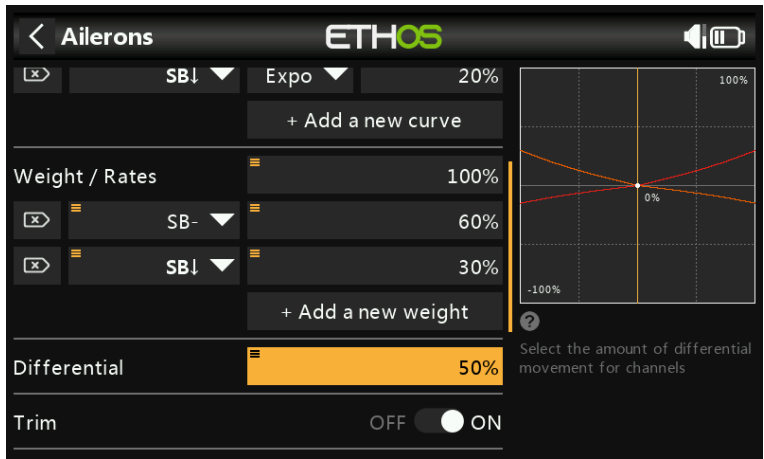 Ailerons
ETHOS
SB↓ Expo 20%
+ Add a new curve
Weight / Rates 100%
SB- 60%
SB↓ 30%
+ Add a new weight
Differential 50%
Trim OFF ON
100%
0%
-100%
?
Select the amount of differential
movement for channels